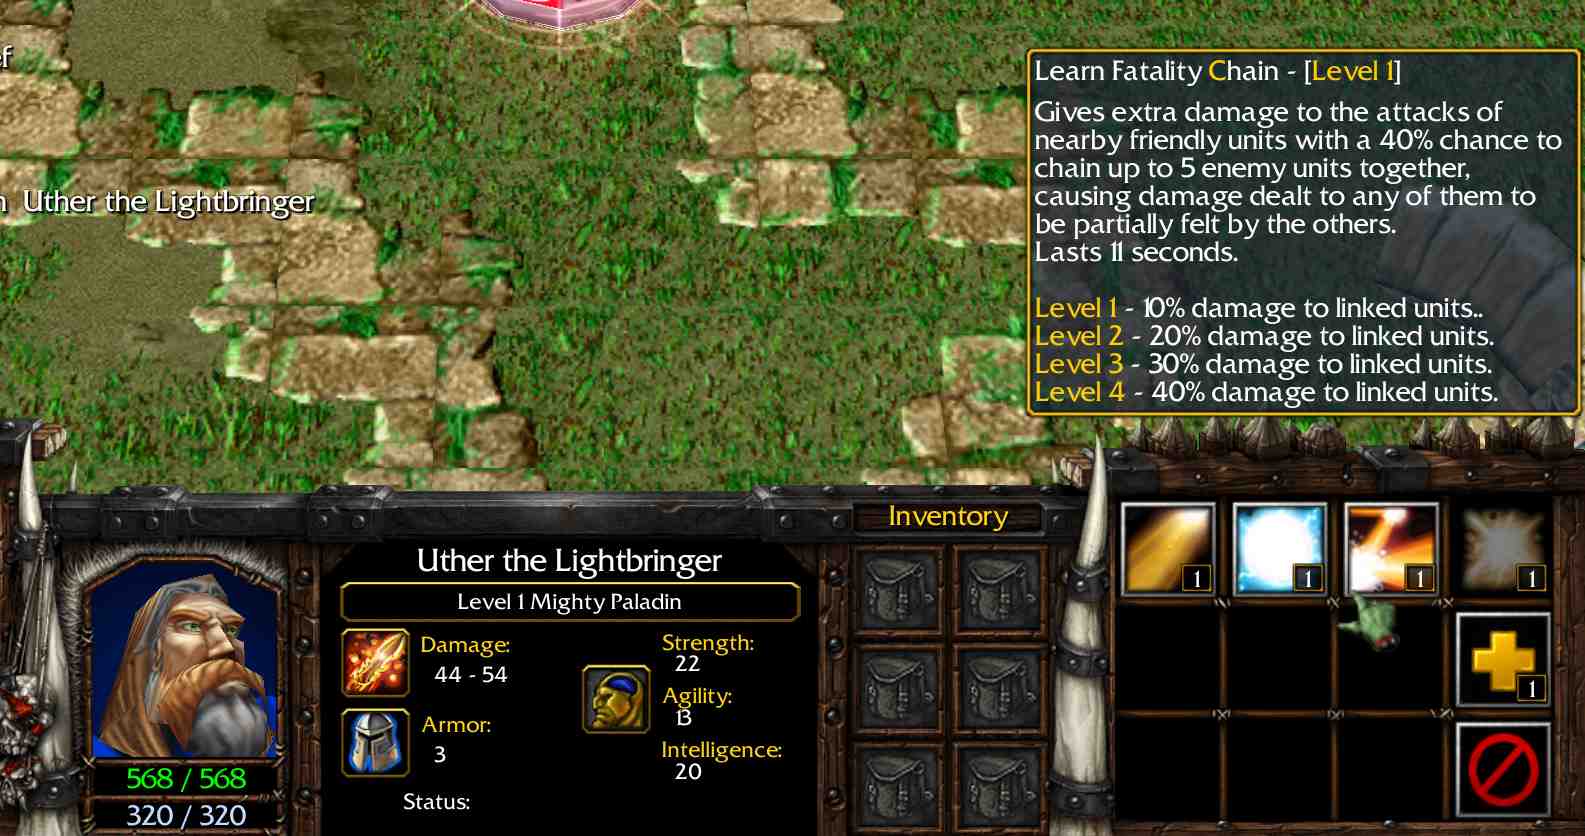 Learn Fatality Chain - [Level 1]
Gives extra damage to the attacks of
nearby friendly units with a 40% chance to
chain up to 5 enemy units together,
causing damage dealt to any of them to
be partially felt by the others.
Lasts 11 seconds.
Level 1 - 10% damage to linked units..
Level 2 - 20% damage to linked units.
Level 3 - 30% damage to linked units.
Level 4 - 40% damage to linked units.
Uther the Lightbringer
Inventory
Uther the Lightbringer
Level 1 Mighty Paladin
Damage:
44 - 54
Armor:
3
Strength:
22
Agility:
13
Intelligence:
20
Status:
568 / 568
320 / 320
1
1
1
1
1